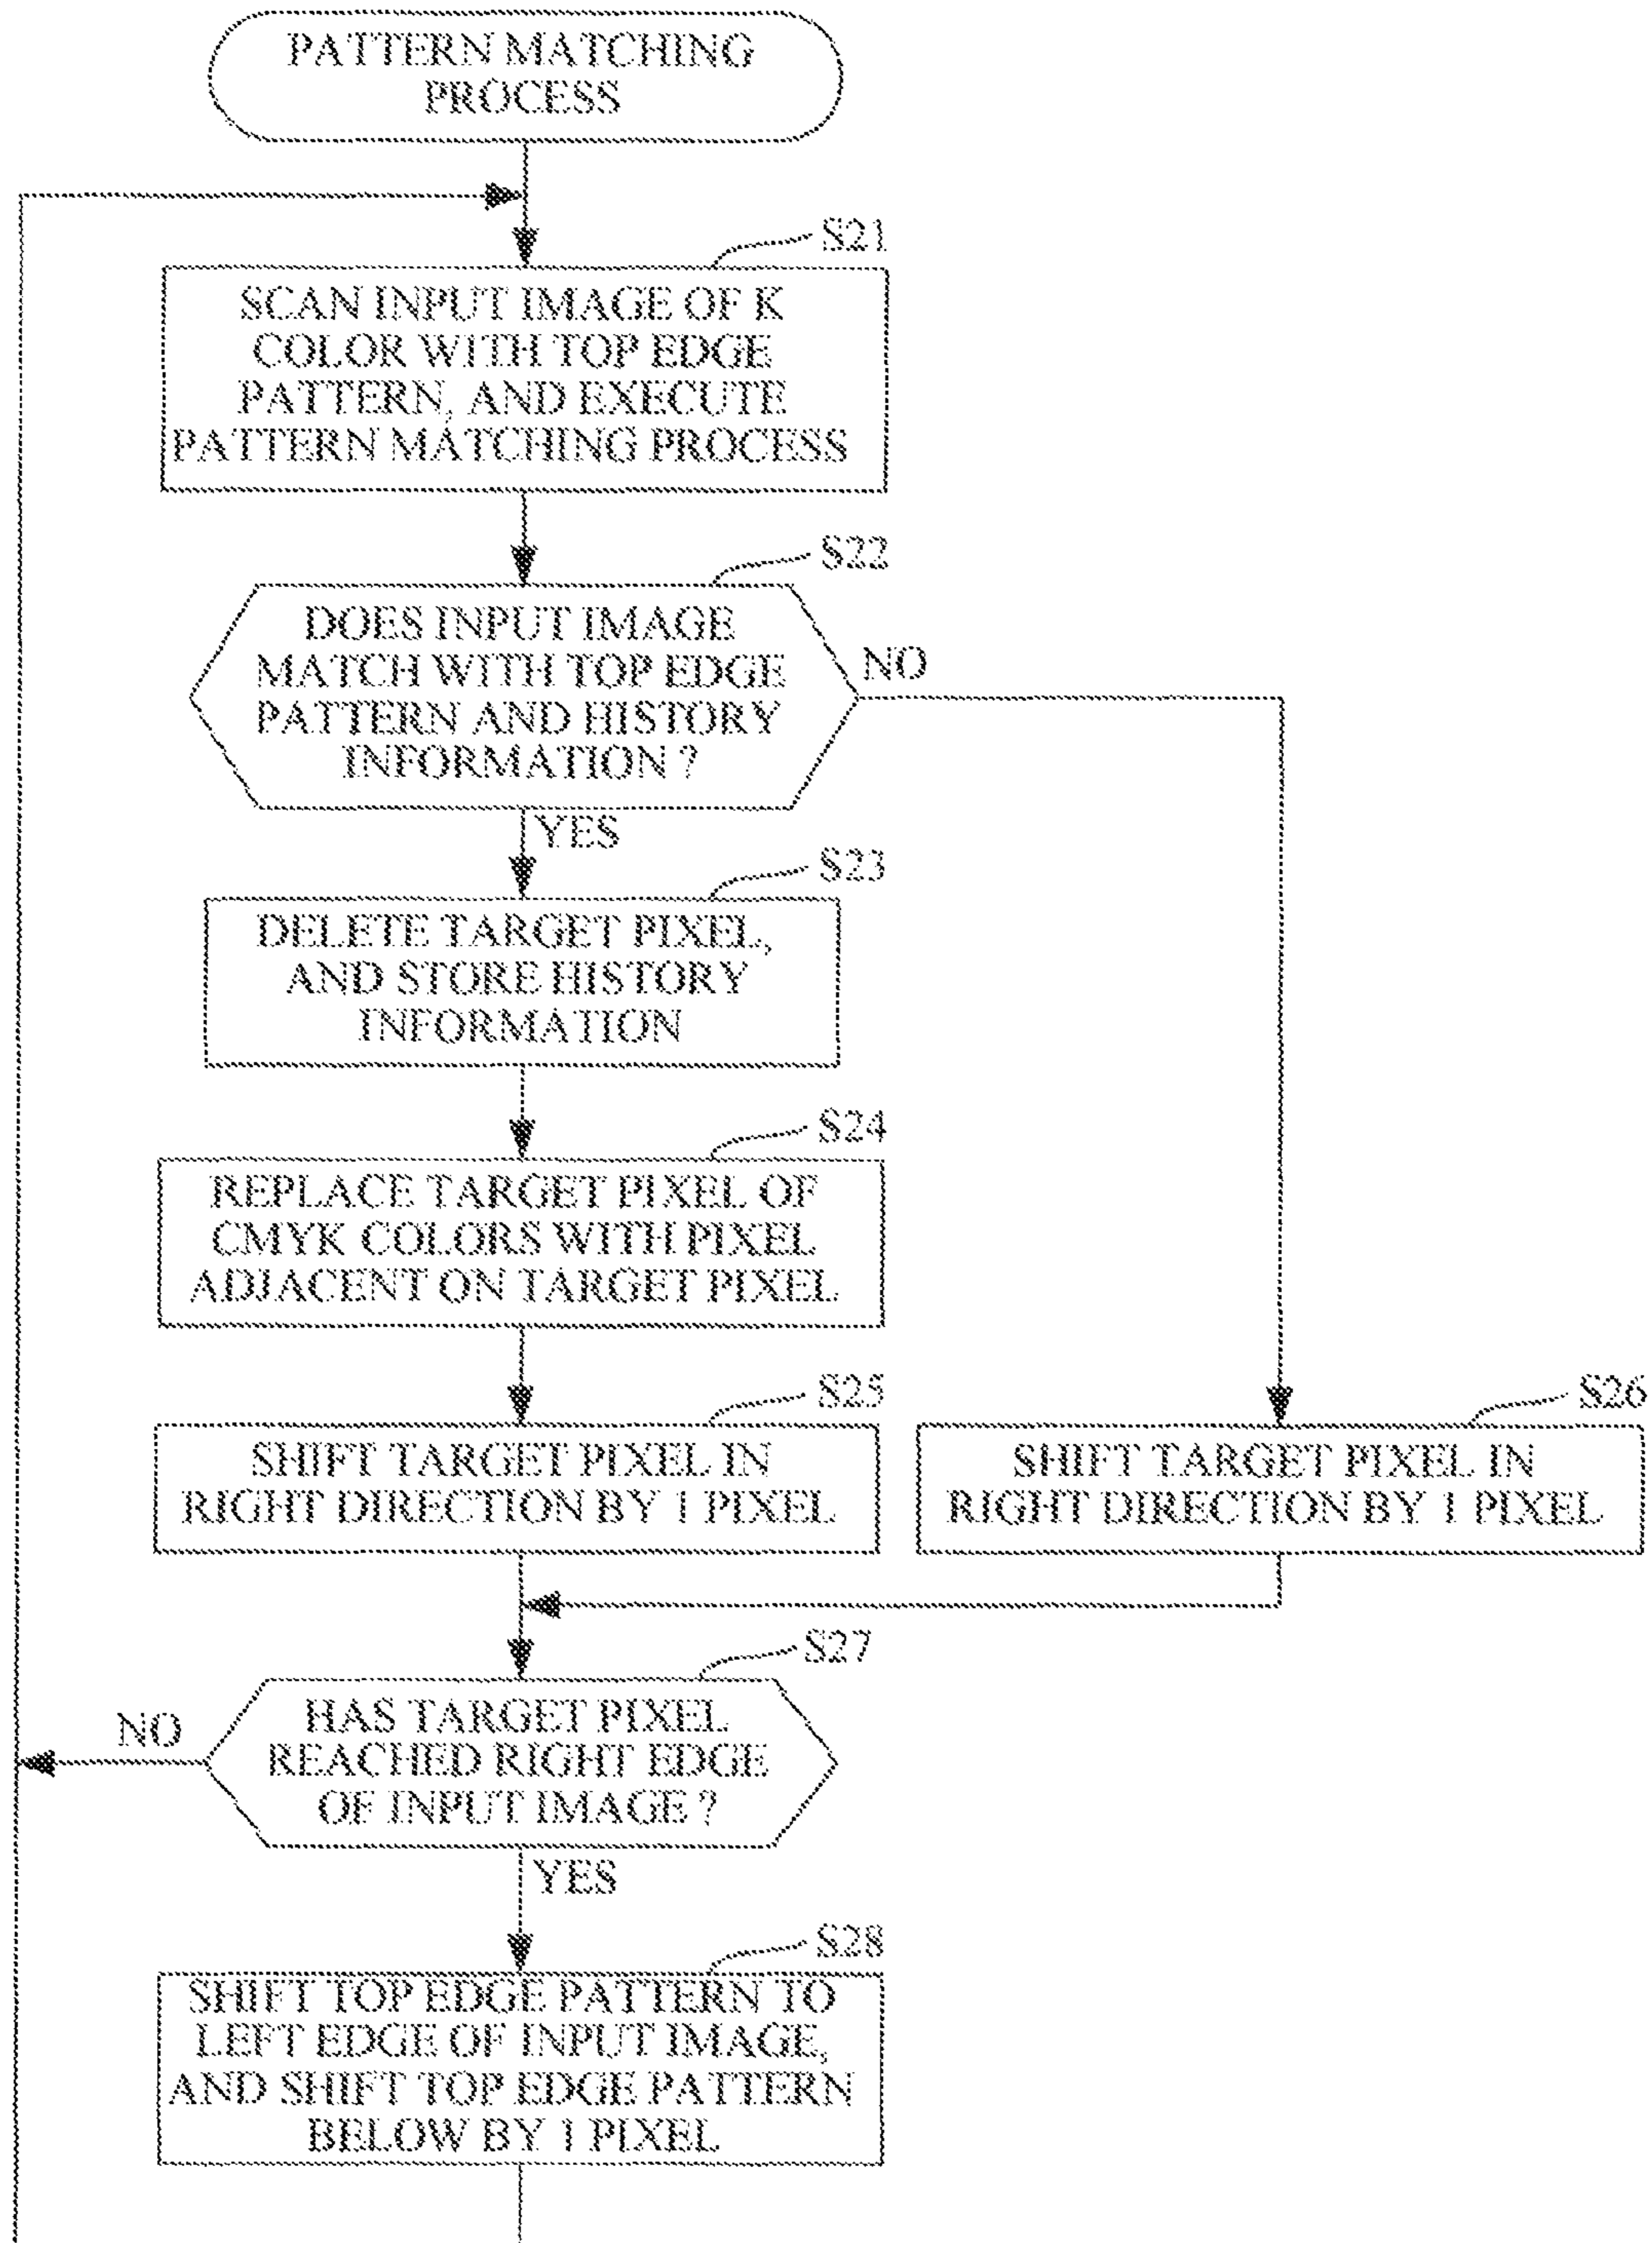 PATTERN MATCHING
PROCESS
S21
SCAN INPUT IMAGE OF K
COLOR WITH TOP EDGE
PATTERN, AND EXECUTE
PATTERN MATCHING PROCESS
S22
DOES INPUT IMAGE
MATCH WITH TOP EDGE
PATTERN AND HISTORY
INFORMATION ?
NO
YES
S23
DELETE TARGET PIXEL,
AND STORE HISTORY
INFORMATION
S24
REPLACE TARGET PIXEL OF
CMYK COLORS WITH PIXEL
ADJACENT ON TARGET PIXEL
S25
SHIFT TARGET PIXEL IN
RIGHT DIRECTION BY 1 PIXEL
S26
SHIFT TARGET PIXEL IN
RIGHT DIRECTION BY 1 PIXEL
S27
HAS TARGET PIXEL
REACHED RIGHT EDGE
OF INPUT IMAGE ?
NO
YES
S28
SHIFT TOP EDGE PATTERN TO
LEFT EDGE OF INPUT IMAGE,
AND SHIFT TOP EDGE PATTERN
BELOW BY 1 PIXEL